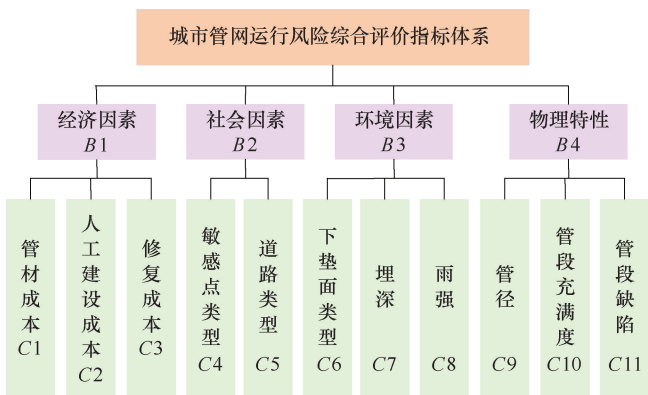 城市管网运行风险综合评价指标体系
经济因素
B1
社会因素
B2
环境因素
B3
物理特性
B4
管材成本
C1
人工建设成本
C2
修复成本
C3
敏感点类型
C4
道路类型
C5
下垫面类型
C6
埋深
C7
雨强
C8
管径
C9
管段充满度
C10
管段缺陷
C11